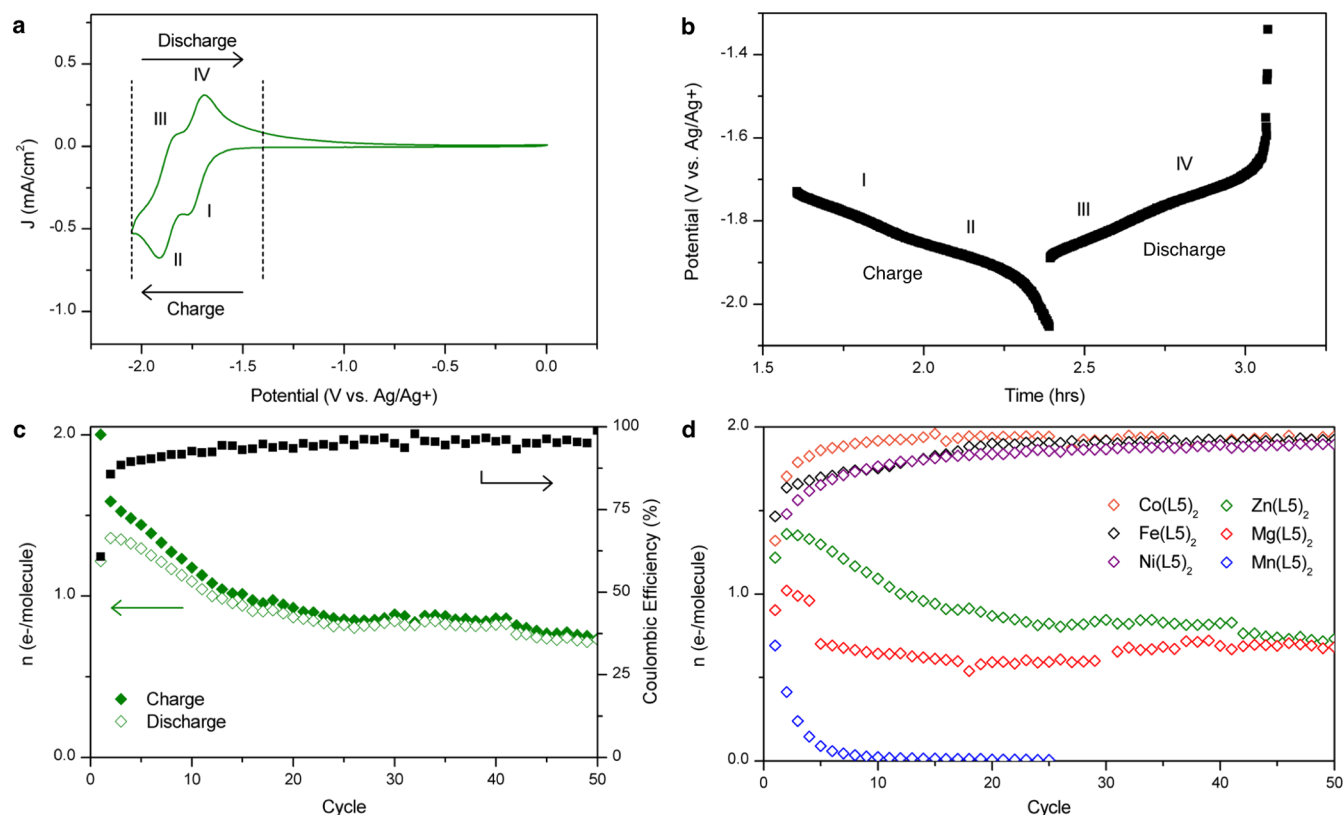 a
Discharge
IV
III
I
II
Charge
0.5
0.0
-0.5
-1.0
J (mA/cm²)
-2.0 -1.5 -1.0 -0.5 0.0
Potential (V vs. Ag/Ag+)
b
-1.4
-1.6
-1.8
-2.0
Potential (V vs. Ag/Ag+)
I
II
III
IV
Charge
Discharge
1.5 2.0 2.5 3.0
Time (hrs)
c
2.0
1.0
0.0
n (e-/molecule)
100
75
50
25
0
Coulombic Efficiency (%)
Charge
Discharge
0 10 20 30 40 50
Cycle
d
2.0
1.0
0.0
n (e-/molecule)
Co(L5)₂ Zn(L5)₂
Fe(L5)₂ Mg(L5)₂
Ni(L5)₂ Mn(L5)₂
0 10 20 30 40 50
Cycle